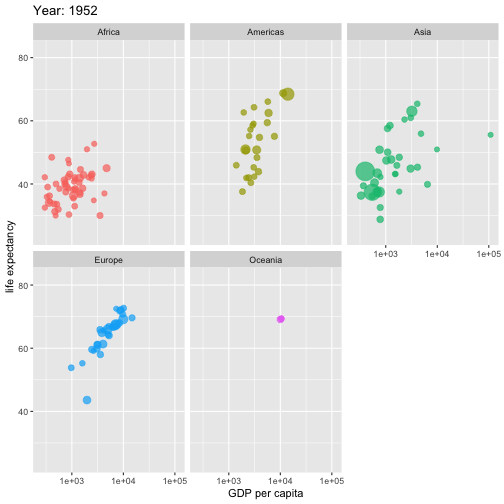 Year: 1952
Africa
Americas
Asia
80
60
40
1e+03
1e+04
1e+05
life expectancy
Europe
Oceania
80
60
40
1e+03
1e+04
1e+05
1e+03
1e+04
1e+05
GDP per capita